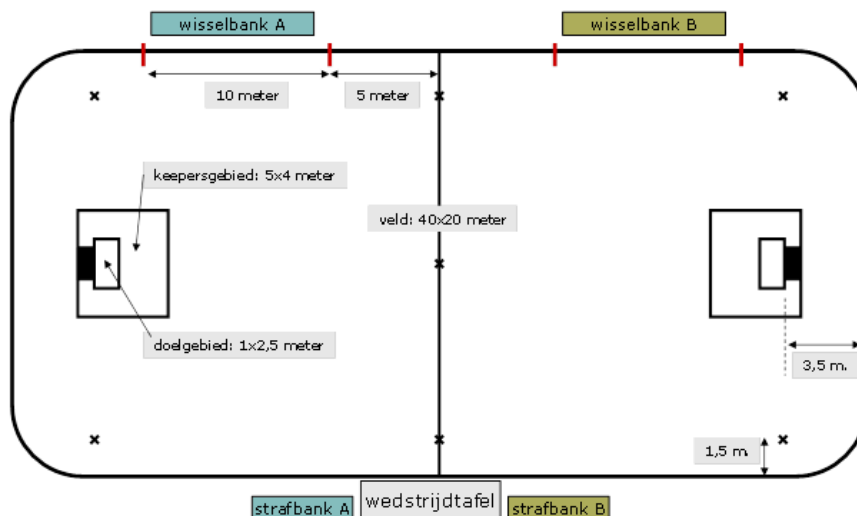 wisselbank A
wisselbank B
10 meter
5 meter
keepersgebied: 5x4 meter
veld: 40x20 meter
doelgebied: 1x2,5 meter
3,5 m.
1,5 m.
strafbank A
wedstrijdtafel
strafbank B